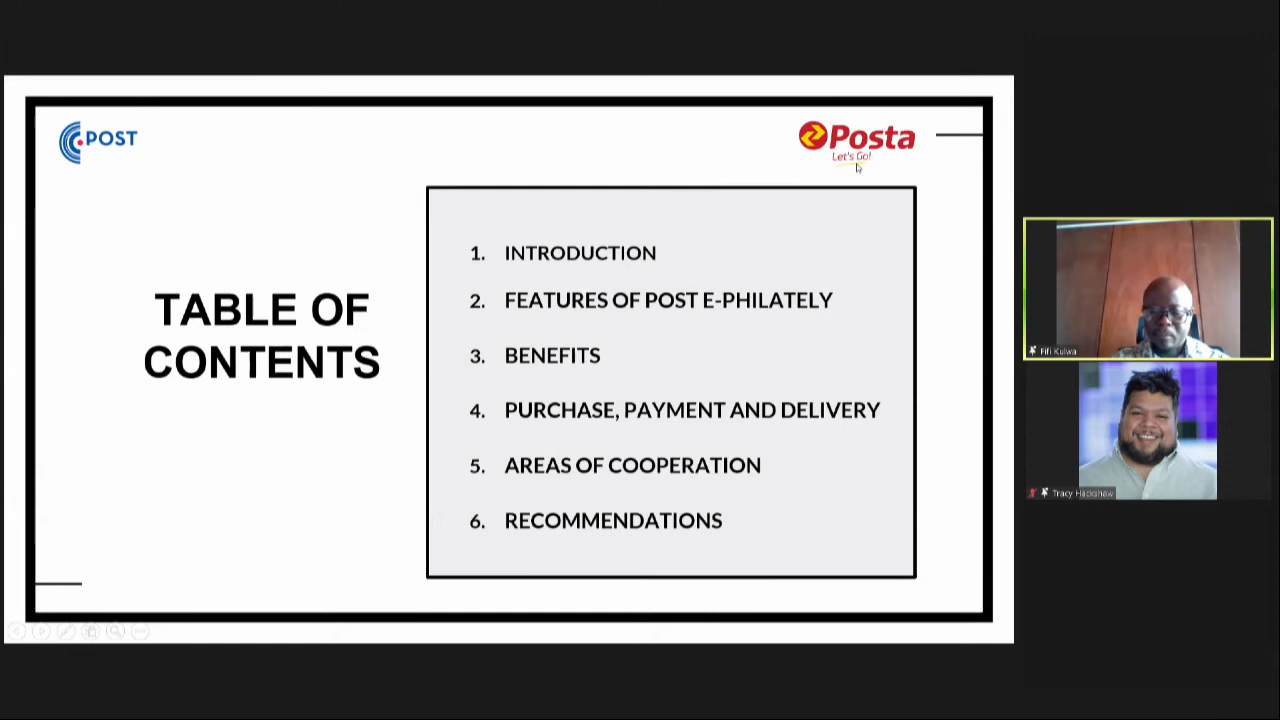 POST
Posta
Let's Go!
TABLE OF
CONTENTS
1. INTRODUCTION
2. FEATURES OF POST E-PHILATELY
3. BENEFITS
4. PURCHASE, PAYMENT AND DELIVERY
5. AREAS OF COOPERATION
6. RECOMMENDATIONS
Fifi Kulwa
Tracy Hackshaw